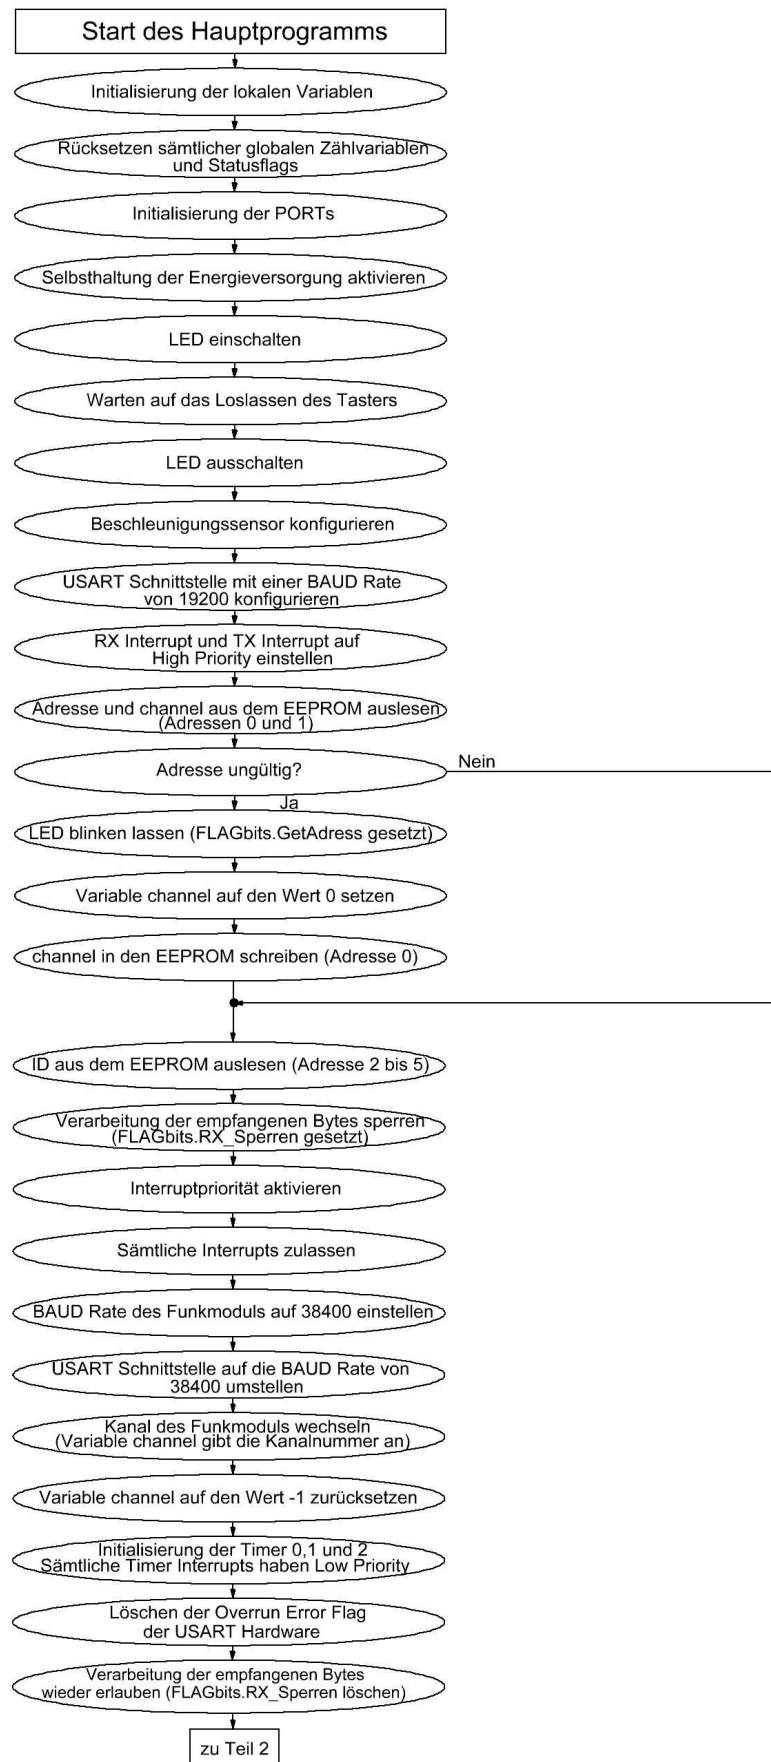 Start des Hauptprogramms
Initialisierung der lokalen Variablen
Rücksetzen sämtlicher globalen Zählvariablen
und Statusflags
Initialisierung der PORTs
Selbsthaltung der Energieversorgung aktivieren
LED einschalten
Warten auf das Loslassen des Tasters
LED ausschalten
Beschleunigungssensor konfigurieren
USART Schnittstelle mit einer BAUD Rate
von 19200 konfigurieren
RX Interrupt und TX Interrupt auf
High Priority einstellen
Adresse und channel aus dem EEPROM auslesen
(Adressen 0 und 1)
Adresse ungültig?
Nein
Ja
LED blinken lassen (FLAGbits.GetAdress gesetzt)
Variable channel auf den Wert 0 setzen
channel in den EEPROM schreiben (Adresse 0)
ID aus dem EEPROM auslesen (Adresse 2 bis 5)
Verarbeitung der empfangenen Bytes sperren
(FLAGbits.RX_Sperren gesetzt)
Interruptpriorität aktivieren
Sämtliche Interrupts zulassen
BAUD Rate des Funkmoduls auf 38400 einstellen
USART Schnittstelle auf die BAUD Rate von
38400 umstellen
Kanal des Funkmoduls wechseln
(Variable channel gibt die Kanalnummer an)
Variable channel auf den Wert -1 zurücksetzen
Initialisierung der Timer 0,1 und 2
Sämtliche Timer Interrupts haben Low Priority
Löschen der Overrun Error Flag
der USART Hardware
Verarbeitung der empfangenen Bytes
wieder erlauben (FLAGbits.RX_Sperren löschen)
zu Teil 2